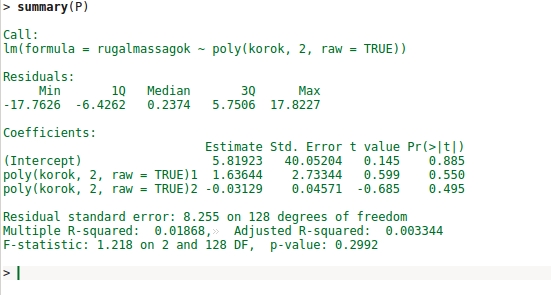 > summary(P)
Call:
lm(formula = rugalmassagok ~ poly(korok, 2, raw = TRUE))
Residuals:
Min 1Q Median 3Q Max
-17.7626 -6.4262 0.2374 5.7506 17.8227
Coefficients:
Estimate Std. Error t value Pr(>|t|)
(Intercept) 5.81923 40.05204 0.145 0.885
poly(korok, 2, raw = TRUE)1 1.63644 2.73344 0.599 0.550
poly(korok, 2, raw = TRUE)2 -0.03129 0.04571 -0.685 0.495
Residual standard error: 8.255 on 128 degrees of freedom
Multiple R-squared: 0.01868,» Adjusted R-squared: 0.003344
F-statistic: 1.218 on 2 and 128 DF, p-value: 0.2992
>